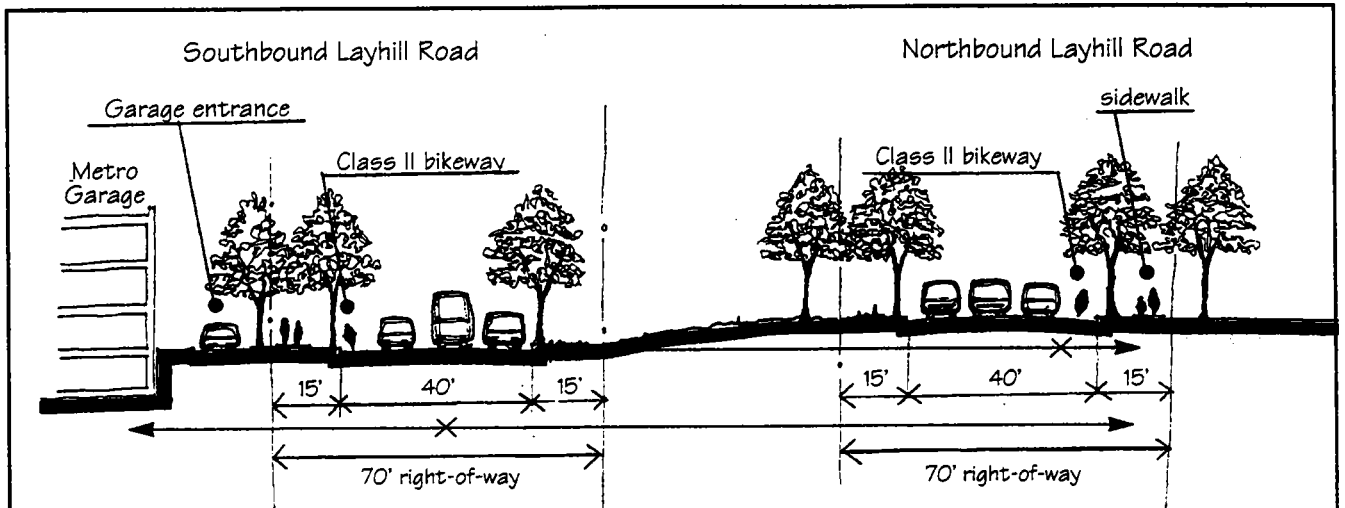 Southbound Layhill Road
Northbound Layhill Road
Garage entrance
sidewalk
Class II bikeway
Class II bikeway
Metro
Garage
15' 40' 15'
15' 40' 15'
70' right-of-way
70' right-of-way